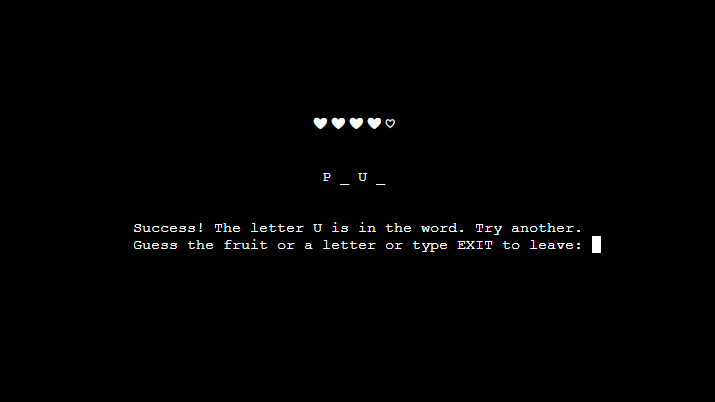 P _ U _
Success! The letter U is in the word. Try another.
Guess the fruit or a letter or type EXIT to leave: